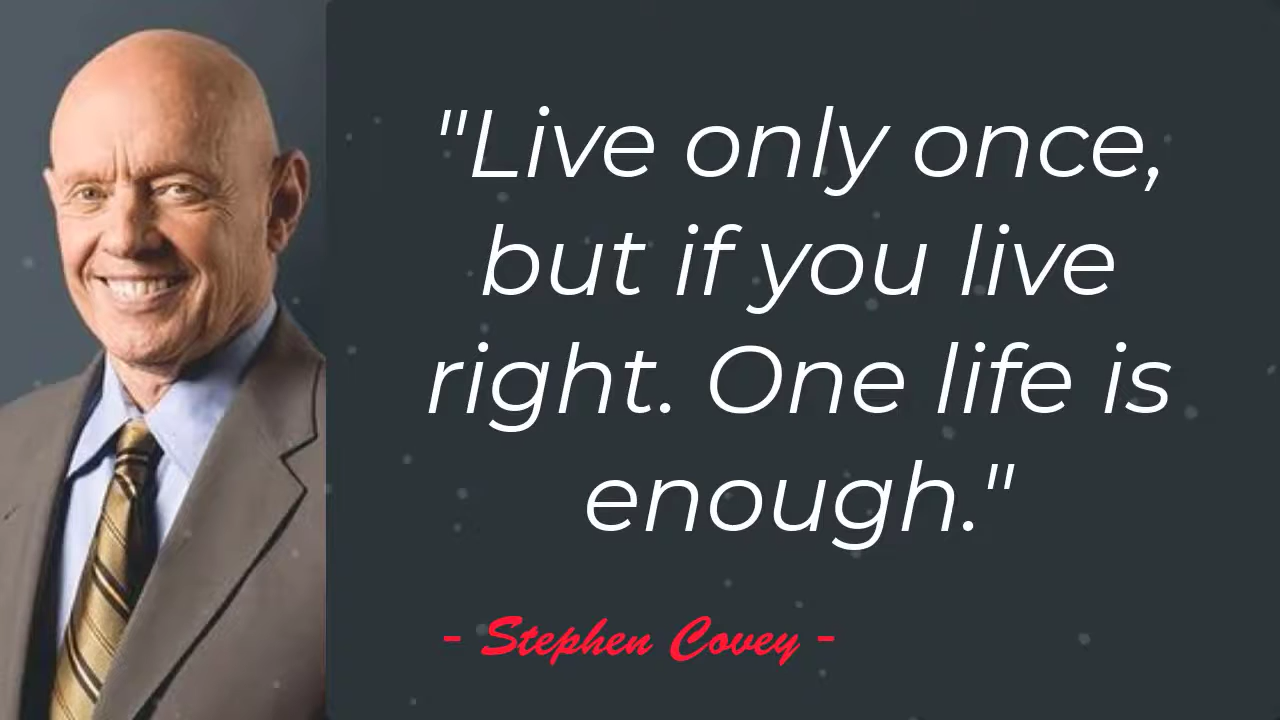 "Live only once,
but if you live
right. One life is
enough."
- Stephen Covey -